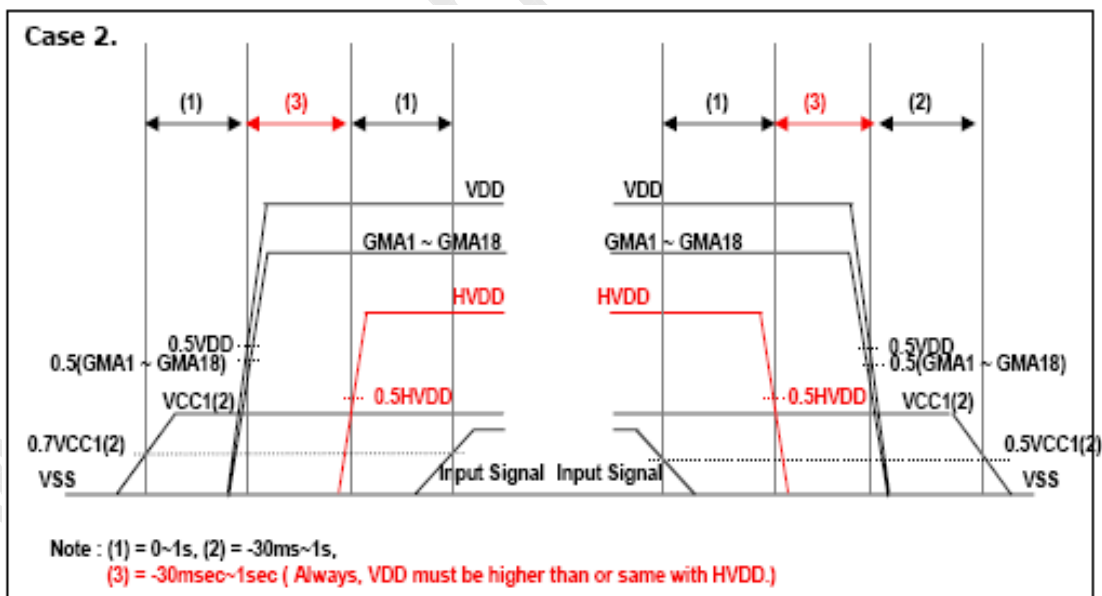 Case 2.
(1) (3) (1) (1) (3) (2)
VDD VDD
GMA1 ~ GMA18 GMA1 ~ GMA18
HVDD HVDD
0.5VDD 0.5VDD
0.5(GMA1 ~ GMA18) 0.5(GMA1 ~ GMA18)
VCC1(2) 0.5HVDD 0.5HVDD VCC1(2)
0.7VCC1(2) 0.5VCC1(2)
VSS Input Signal Input Signal VSS
Note : (1) = 0~1s, (2) = -30ms~1s,
(3) = -30msec~1sec ( Always, VDD must be higher than or same with HVDD.)